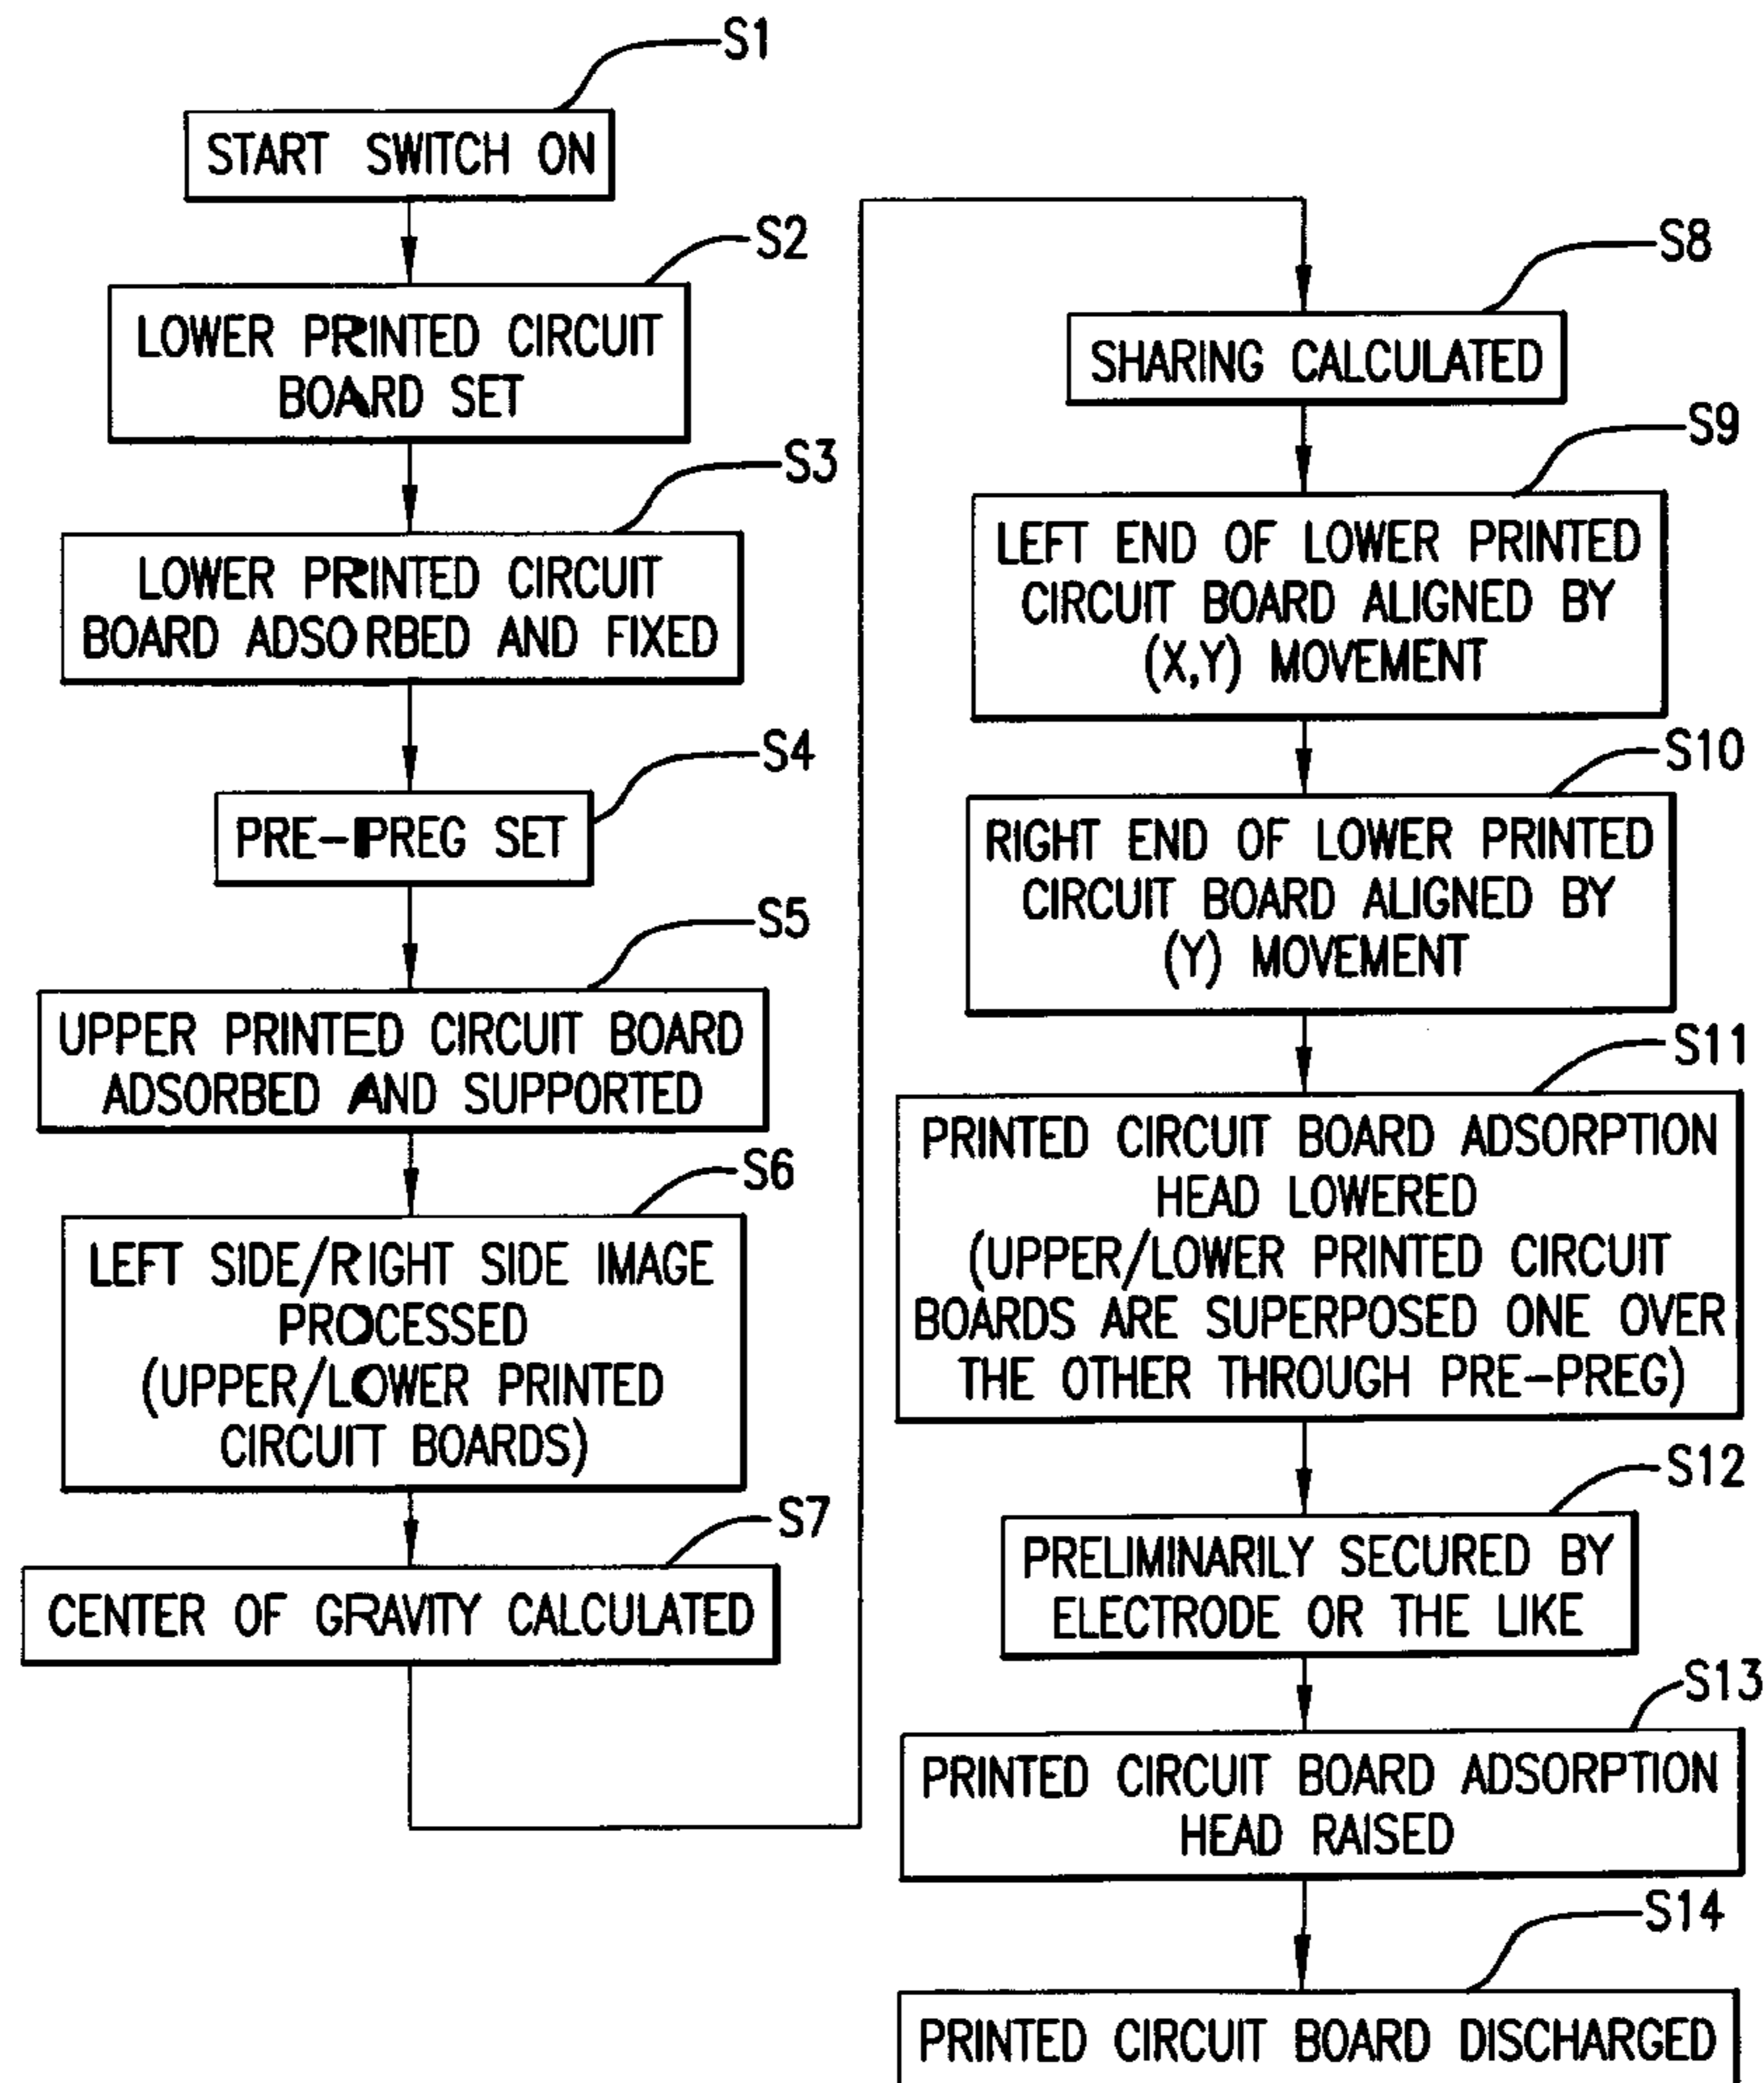 S1
START SWITCH ON
S2
LOWER PRINTED CIRCUIT
BOARD SET
S3
LOWER PRINTED CIRCUIT
BOARD ADSORBED AND FIXED
S4
PRE-PREG SET
S5
UPPER PRINTED CIRCUIT BOARD
ADSORBED AND SUPPORTED
S6
LEFT SIDE/RIGHT SIDE IMAGE
PROCESSED
(UPPER/LOWER PRINTED
CIRCUIT BOARDS)
S7
CENTER OF GRAVITY CALCULATED
S8
SHARING CALCULATED
S9
LEFT END OF LOWER PRINTED
CIRCUIT BOARD ALIGNED BY
(X,Y) MOVEMENT
S10
RIGHT END OF LOWER PRINTED
CIRCUIT BOARD ALIGNED BY
(Y) MOVEMENT
S11
PRINTED CIRCUIT BOARD ADSORPTION
HEAD LOWERED
(UPPER/LOWER PRINTED CIRCUIT
BOARDS ARE SUPERPOSED ONE OVER
THE OTHER THROUGH PRE-PREG)
S12
PRELIMINARILY SECURED BY
ELECTRODE OR THE LIKE
S13
PRINTED CIRCUIT BOARD ADSORPTION
HEAD RAISED
S14
PRINTED CIRCUIT BOARD DISCHARGED